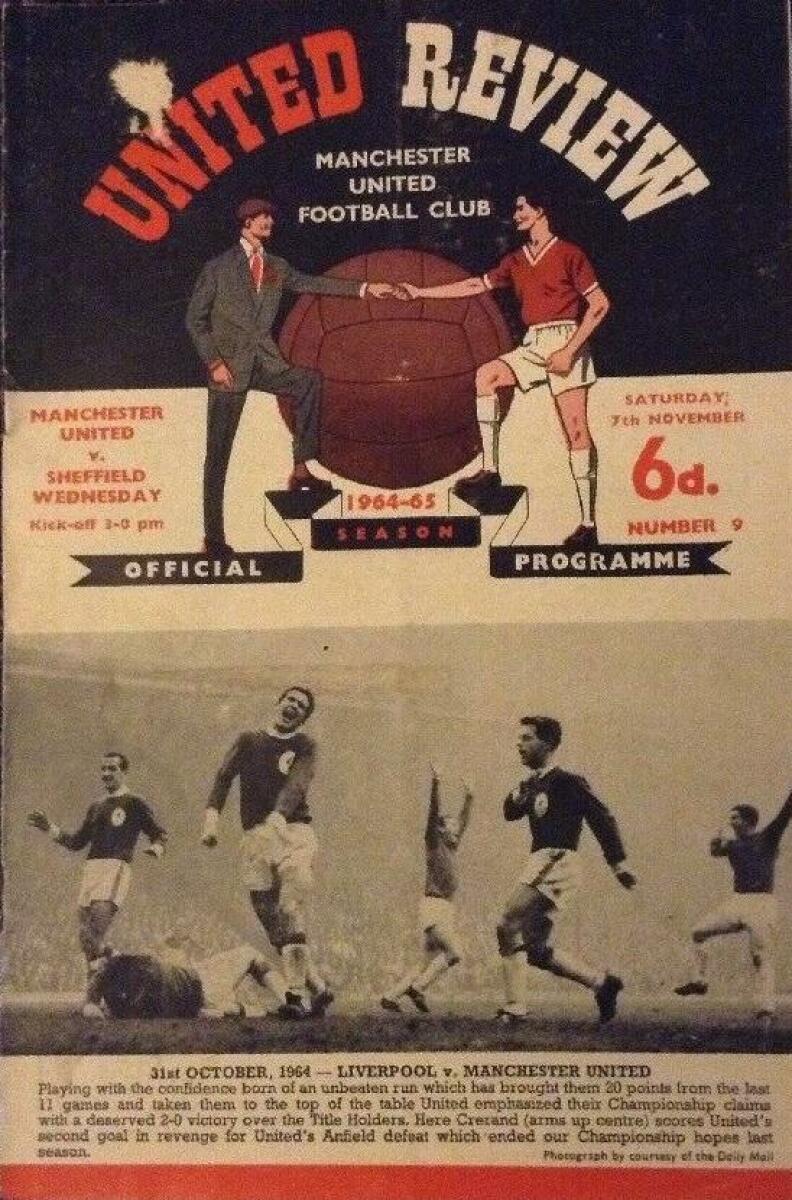 UNITED REVIEW
MANCHESTER
UNITED
FOOTBALL CLUB
MANCHESTER
UNITED
v.
SHEFFIELD
WEDNESDAY
Kick-off 3-0 pm
SATURDAY,
7th NOVEMBER
6d.
NUMBER 9
1964-65
SEASON
OFFICIAL
PROGRAMME
31st OCTOBER, 1964 — LIVERPOOL v. MANCHESTER UNITED
Playing with the confidence born of an unbeaten run which has brought them 20 points from the last
11 games and taken them to the top of the table United emphasized their Championship claims
with a deserved 2-0 victory over the Title Holders. Here Crerand (arms up centre) scores United's
second goal in revenge for United's Anfield defeat which ended our Championship hopes last
season.
Photograph by courtesy of the Daily Mail